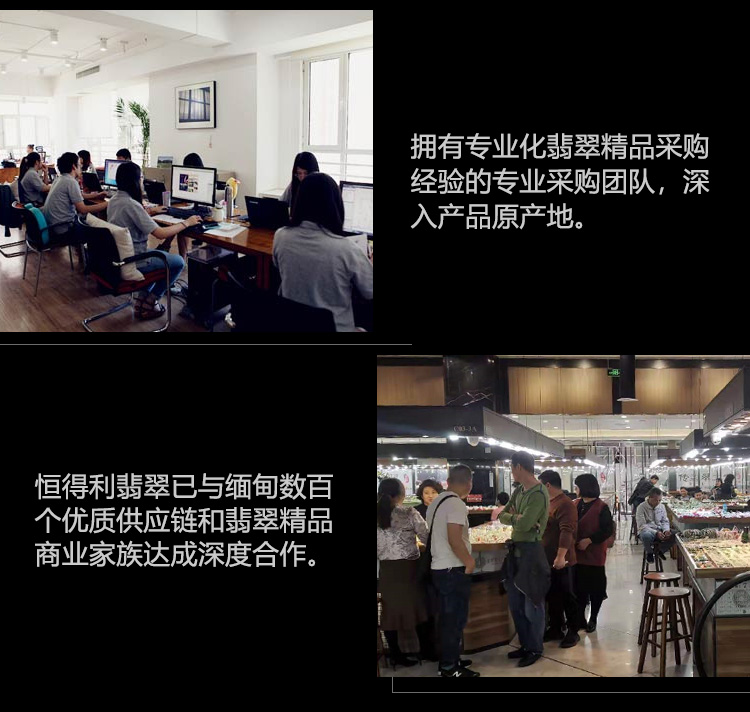 拥有专业化翡翠精品采购
经验的专业采购团队，深
入产品原产地。
恒得利翡翠已与缅甸数百
个优质供应链和翡翠精品
商业家族达成深度合作。